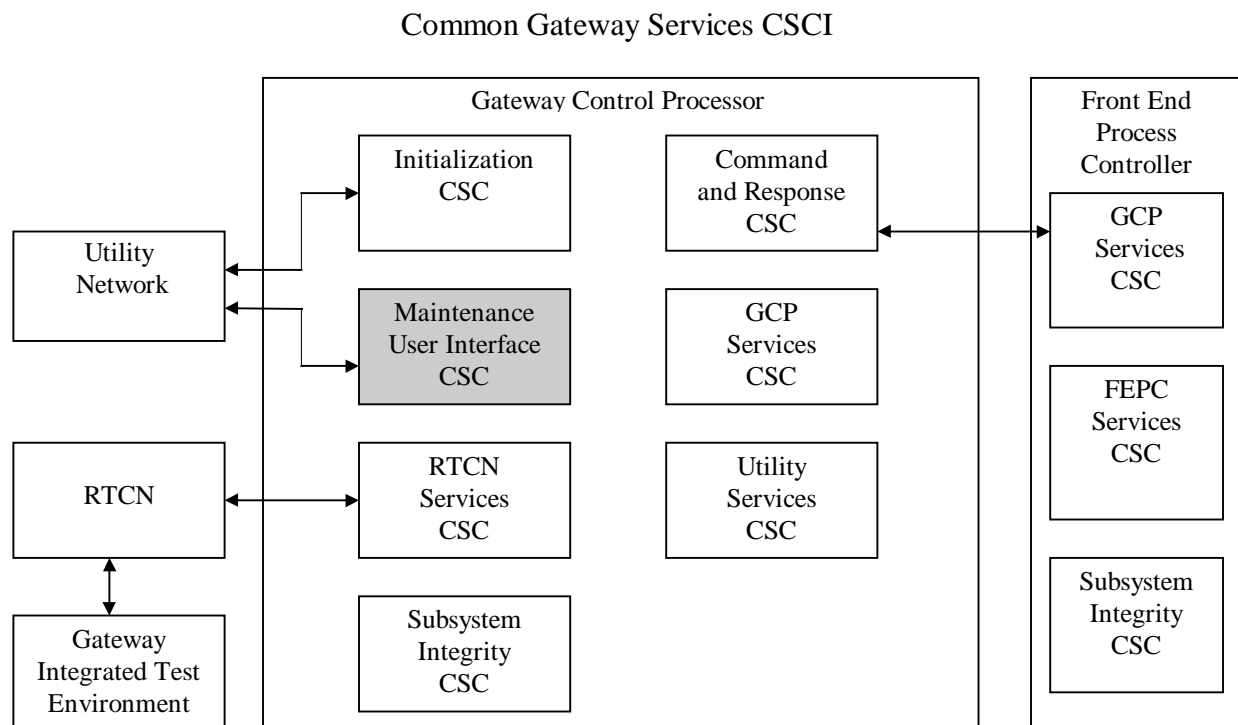 Common Gateway Services CSCI
Gateway Control Processor
Front End
Process
Controller
Initialization
CSC
Command
and Response
CSC
GCP
Services
CSC
Utility
Network
Maintenance
User Interface
CSC
GCP
Services
CSC
FEPC
Services
CSC
RTCN
RTCN
Services
CSC
Utility
Services
CSC
Subsystem
Integrity
CSC
Gateway
Integrated Test
Environment
Subsystem
Integrity
CSC